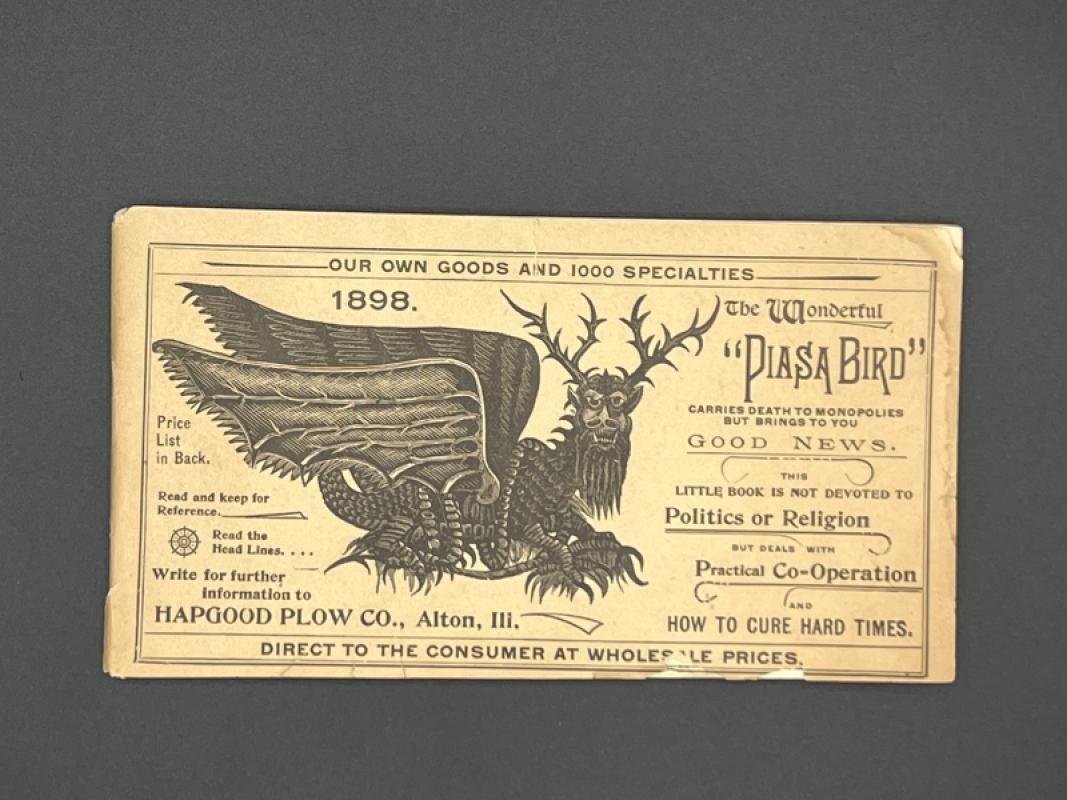 OUR OWN GOODS AND 1000 SPECIALTIES
1898.
Price
List
in Back.
Read and keep for
Reference.
Read the
Head Lines. . . .
Write for further
information to
HAPGOOD PLOW CO., Alton, Ill.
The Wonderful
"PIASA BIRD"
CARRIES DEATH TO MONOPOLIES
BUT BRINGS TO YOU
GOOD NEWS.
THIS
LITTLE BOOK IS NOT DEVOTED TO
Politics or Religion
BUT DEALS WITH
Practical Co-Operation
AND
HOW TO CURE HARD TIMES.
DIRECT TO THE CONSUMER AT WHOLESALE PRICES.